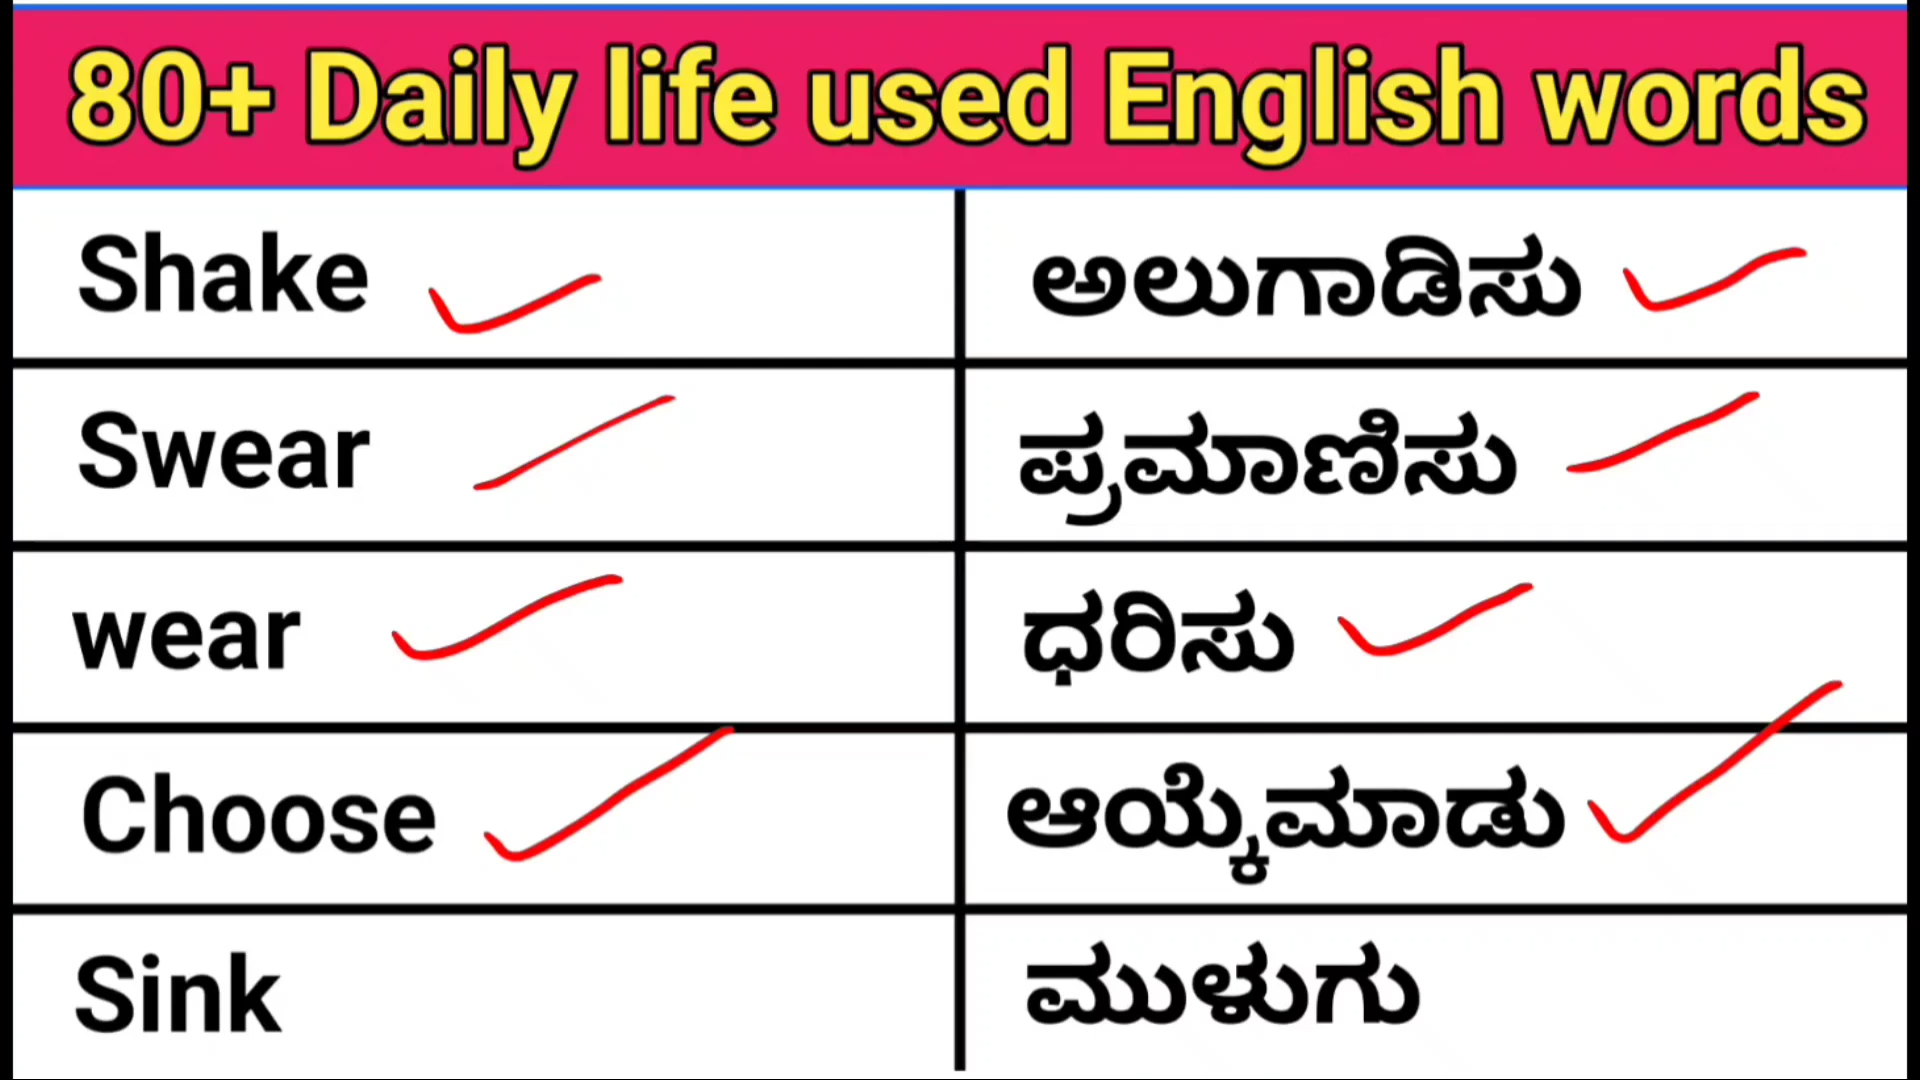 80+ Daily life used English words
Shake ಅಲುಗಾಡಿಸು
Swear ಪ್ರಮಾಣಿಸು
wear ಧರಿಸು
Choose ಆಯ್ಕೆಮಾಡು
Sink ಮುಳುಗು